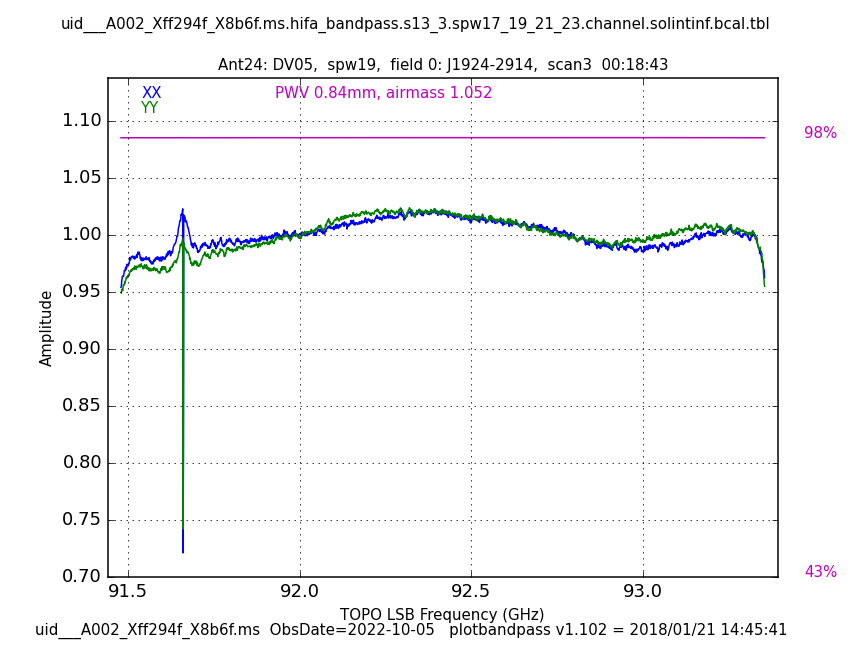 uid___A002_Xff294f_X8b6f.ms.hifa_bandpass.s13_3.spw17_19_21_23.channel.solintinf.bcal.tbl
Ant24: DV05,  spw19,  field 0: J1924-2914,  scan3  00:18:43
XX
PWV 0.84mm, airmass 1.052
YY
98%
1.10
1.05
1.00
0.95
0.90
0.85
0.80
0.75
0.70
Amplitude
43%
91.5 92.0 92.5 93.0
TOPO LSB Frequency (GHz)
uid___A002_Xff294f_X8b6f.ms  ObsDate=2022-10-05   plotbandpass v1.102 = 2018/01/21 14:45:41